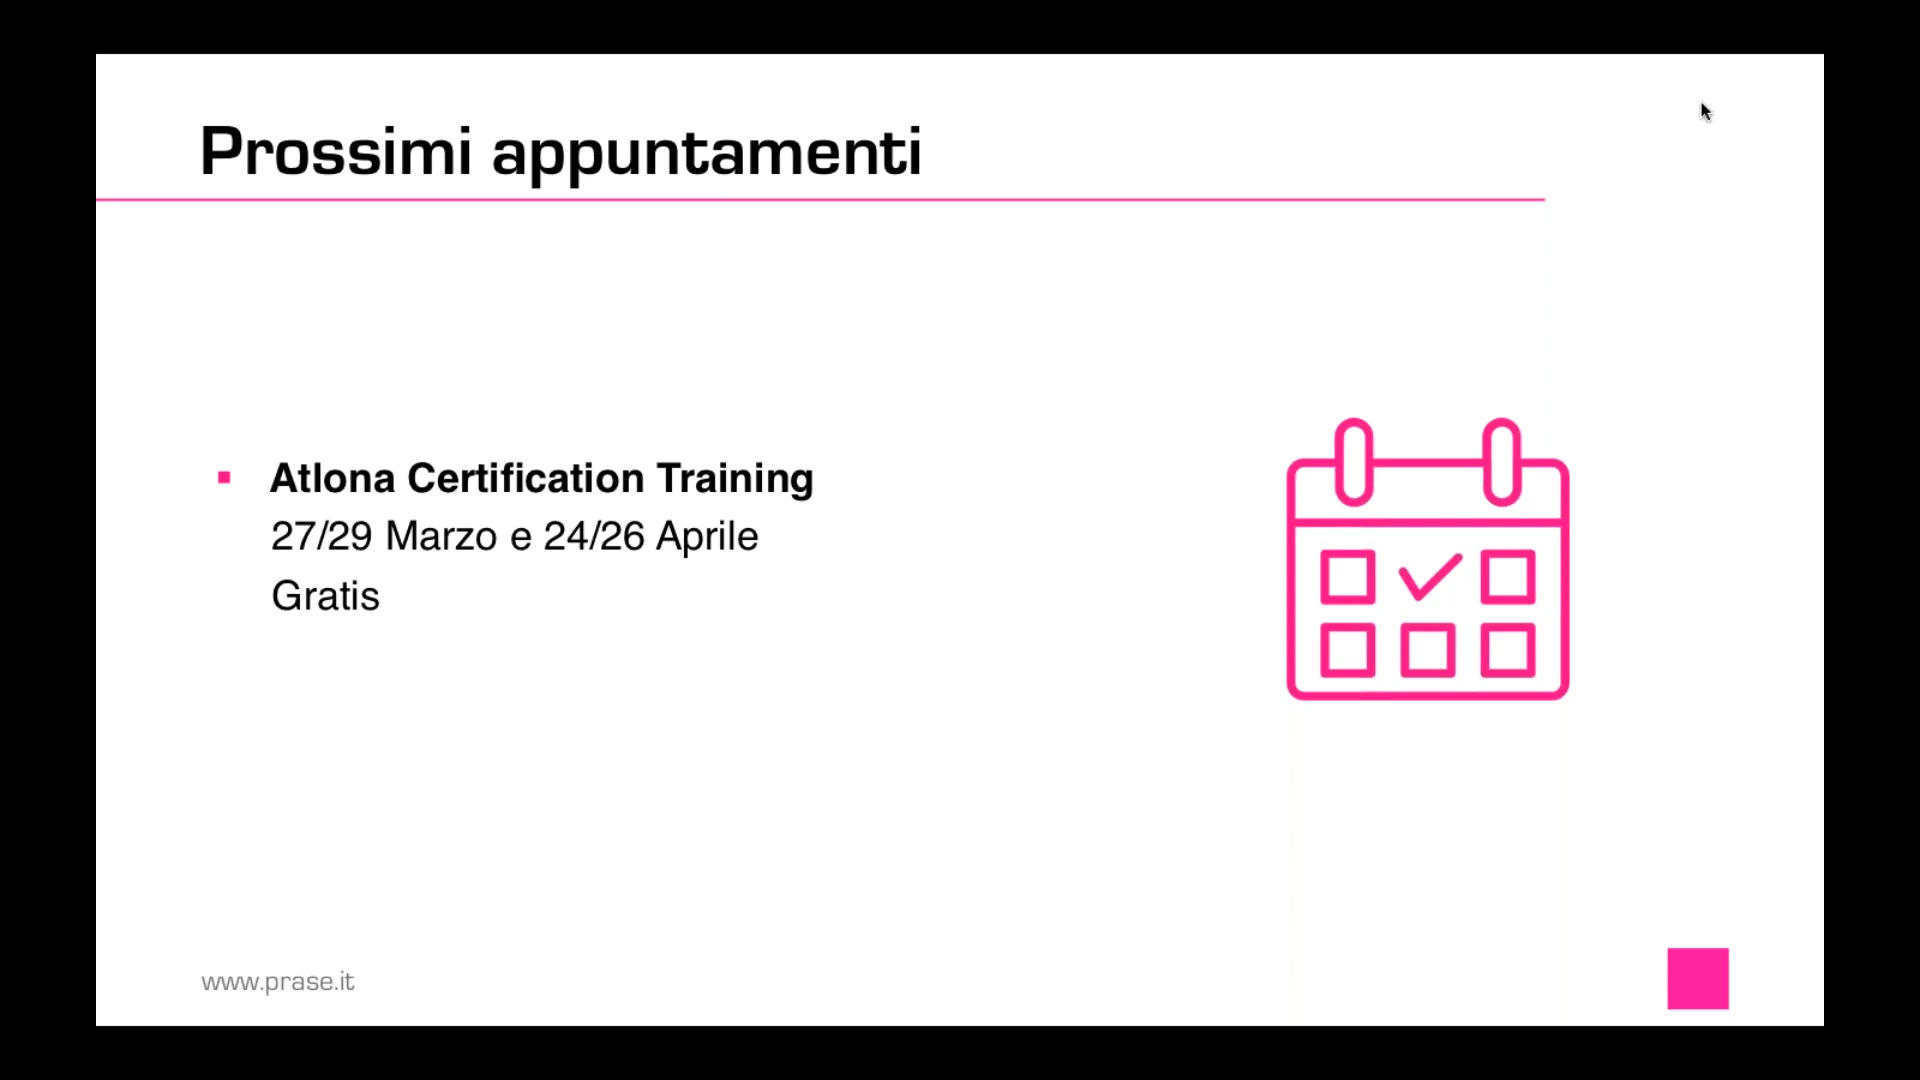 Prossimi appuntamenti
Atlona Certification Training
27/29 Marzo e 24/26 Aprile
Gratis
www.prase.it